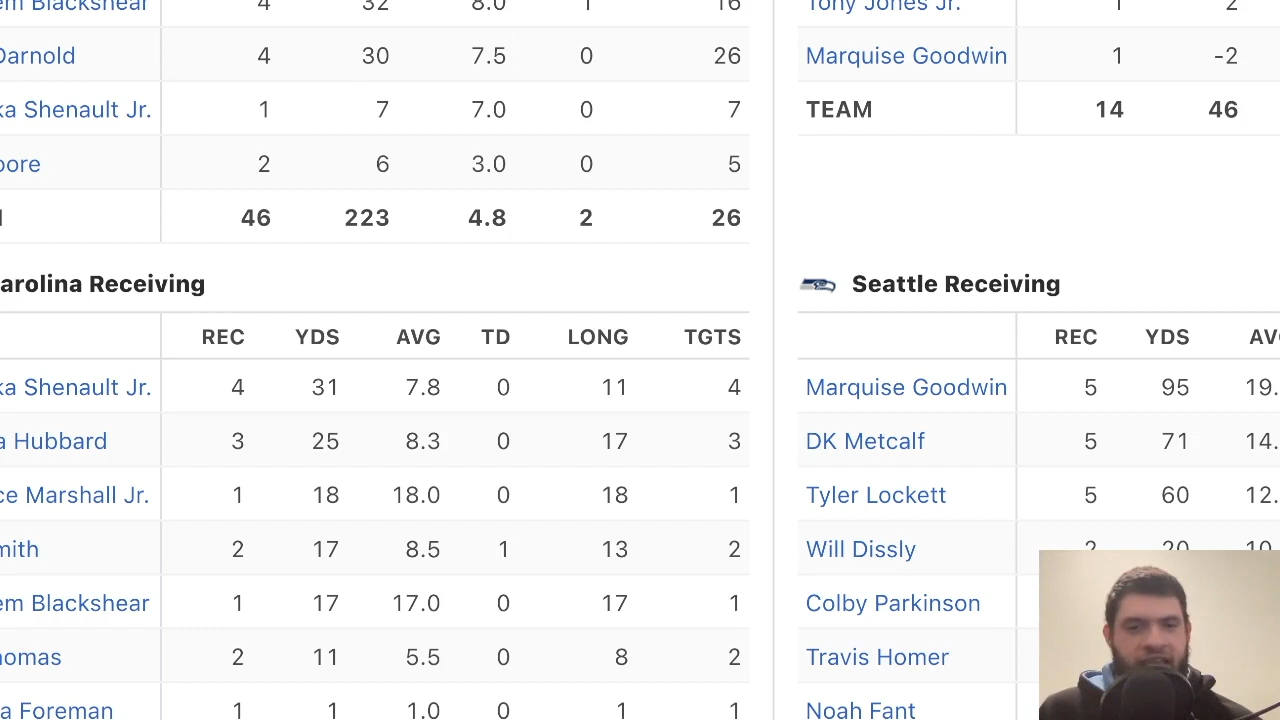 em Blackshear 4 32 8.0 1 16
Darnold 4 30 7.5 0 26
ka Shenault Jr. 1 7 7.0 0 7
oore 2 6 3.0 0 5
46 223 4.8 2 26
Tony Jones Jr. 1 2
Marquise Goodwin 1 -2
TEAM 14 46
arolina Receiving
REC YDS AVG TD LONG TGTS
ka Shenault Jr. 4 31 7.8 0 11 4
a Hubbard 3 25 8.3 0 17 3
ce Marshall Jr. 1 18 18.0 0 18 1
mith 2 17 8.5 1 13 2
em Blackshear 1 17 17.0 0 17 1
homas 2 11 5.5 0 8 2
a Foreman 1 1 1.0 0 1 1
Seattle Receiving
REC YDS AVG
Marquise Goodwin 5 95 19.
DK Metcalf 5 71 14.
Tyler Lockett 5 60 12.
Will Dissly 2 20 10.
Colby Parkinson
Travis Homer
Noah Fant